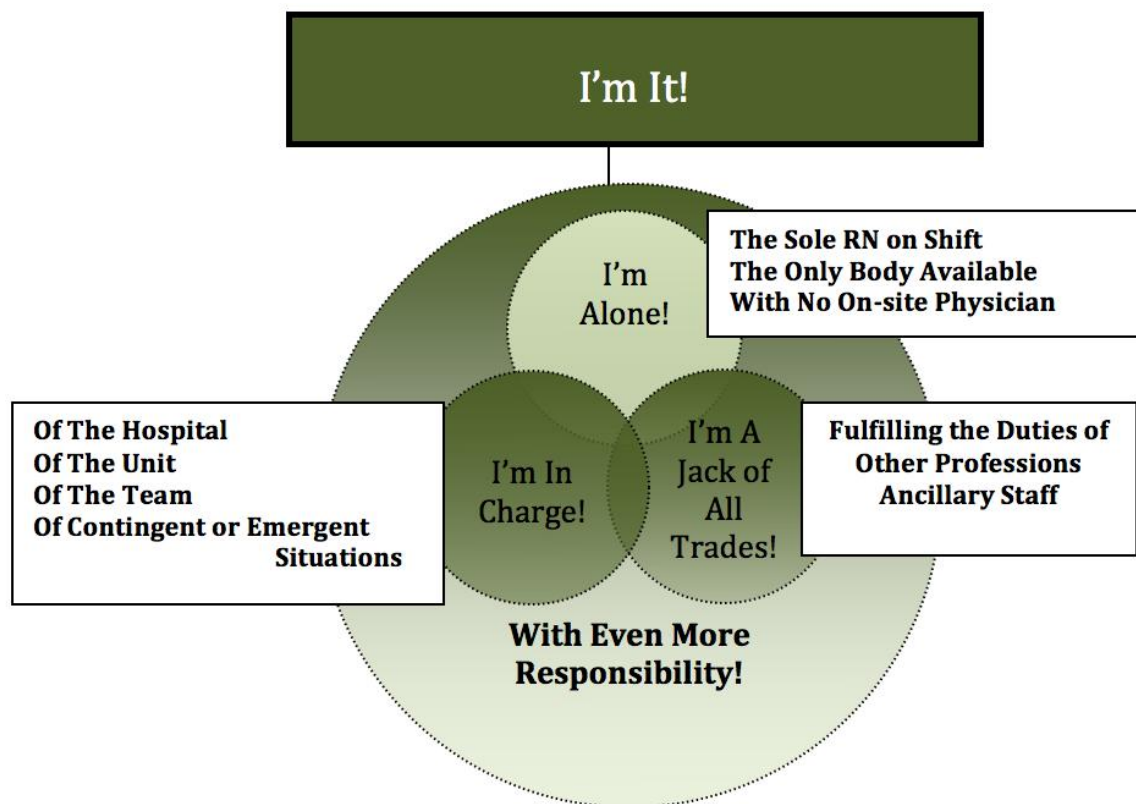 I'm It!
I'm
Alone!
The Sole RN on Shift
The Only Body Available
With No On-site Physician
Of The Hospital
Of The Unit
Of The Team
Of Contingent or Emergent
Situations
I'm In
Charge!
I'm A
Jack of
All
Trades!
Fulfilling the Duties of
Other Professions
Ancillary Staff
With Even More
Responsibility!